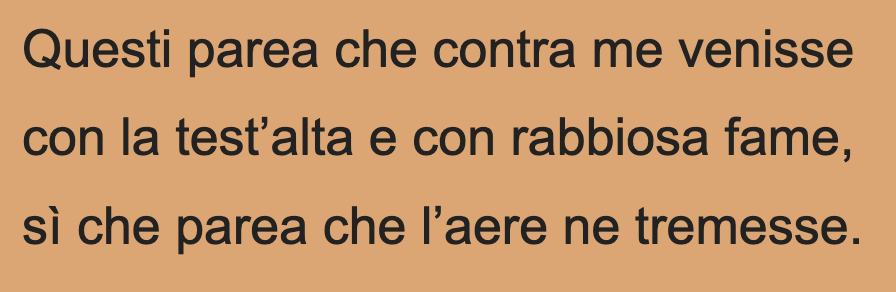 Questi parea che contra me venisse
con la test’alta e con rabbiosa fame,
sì che parea che l’aere ne tremesse.